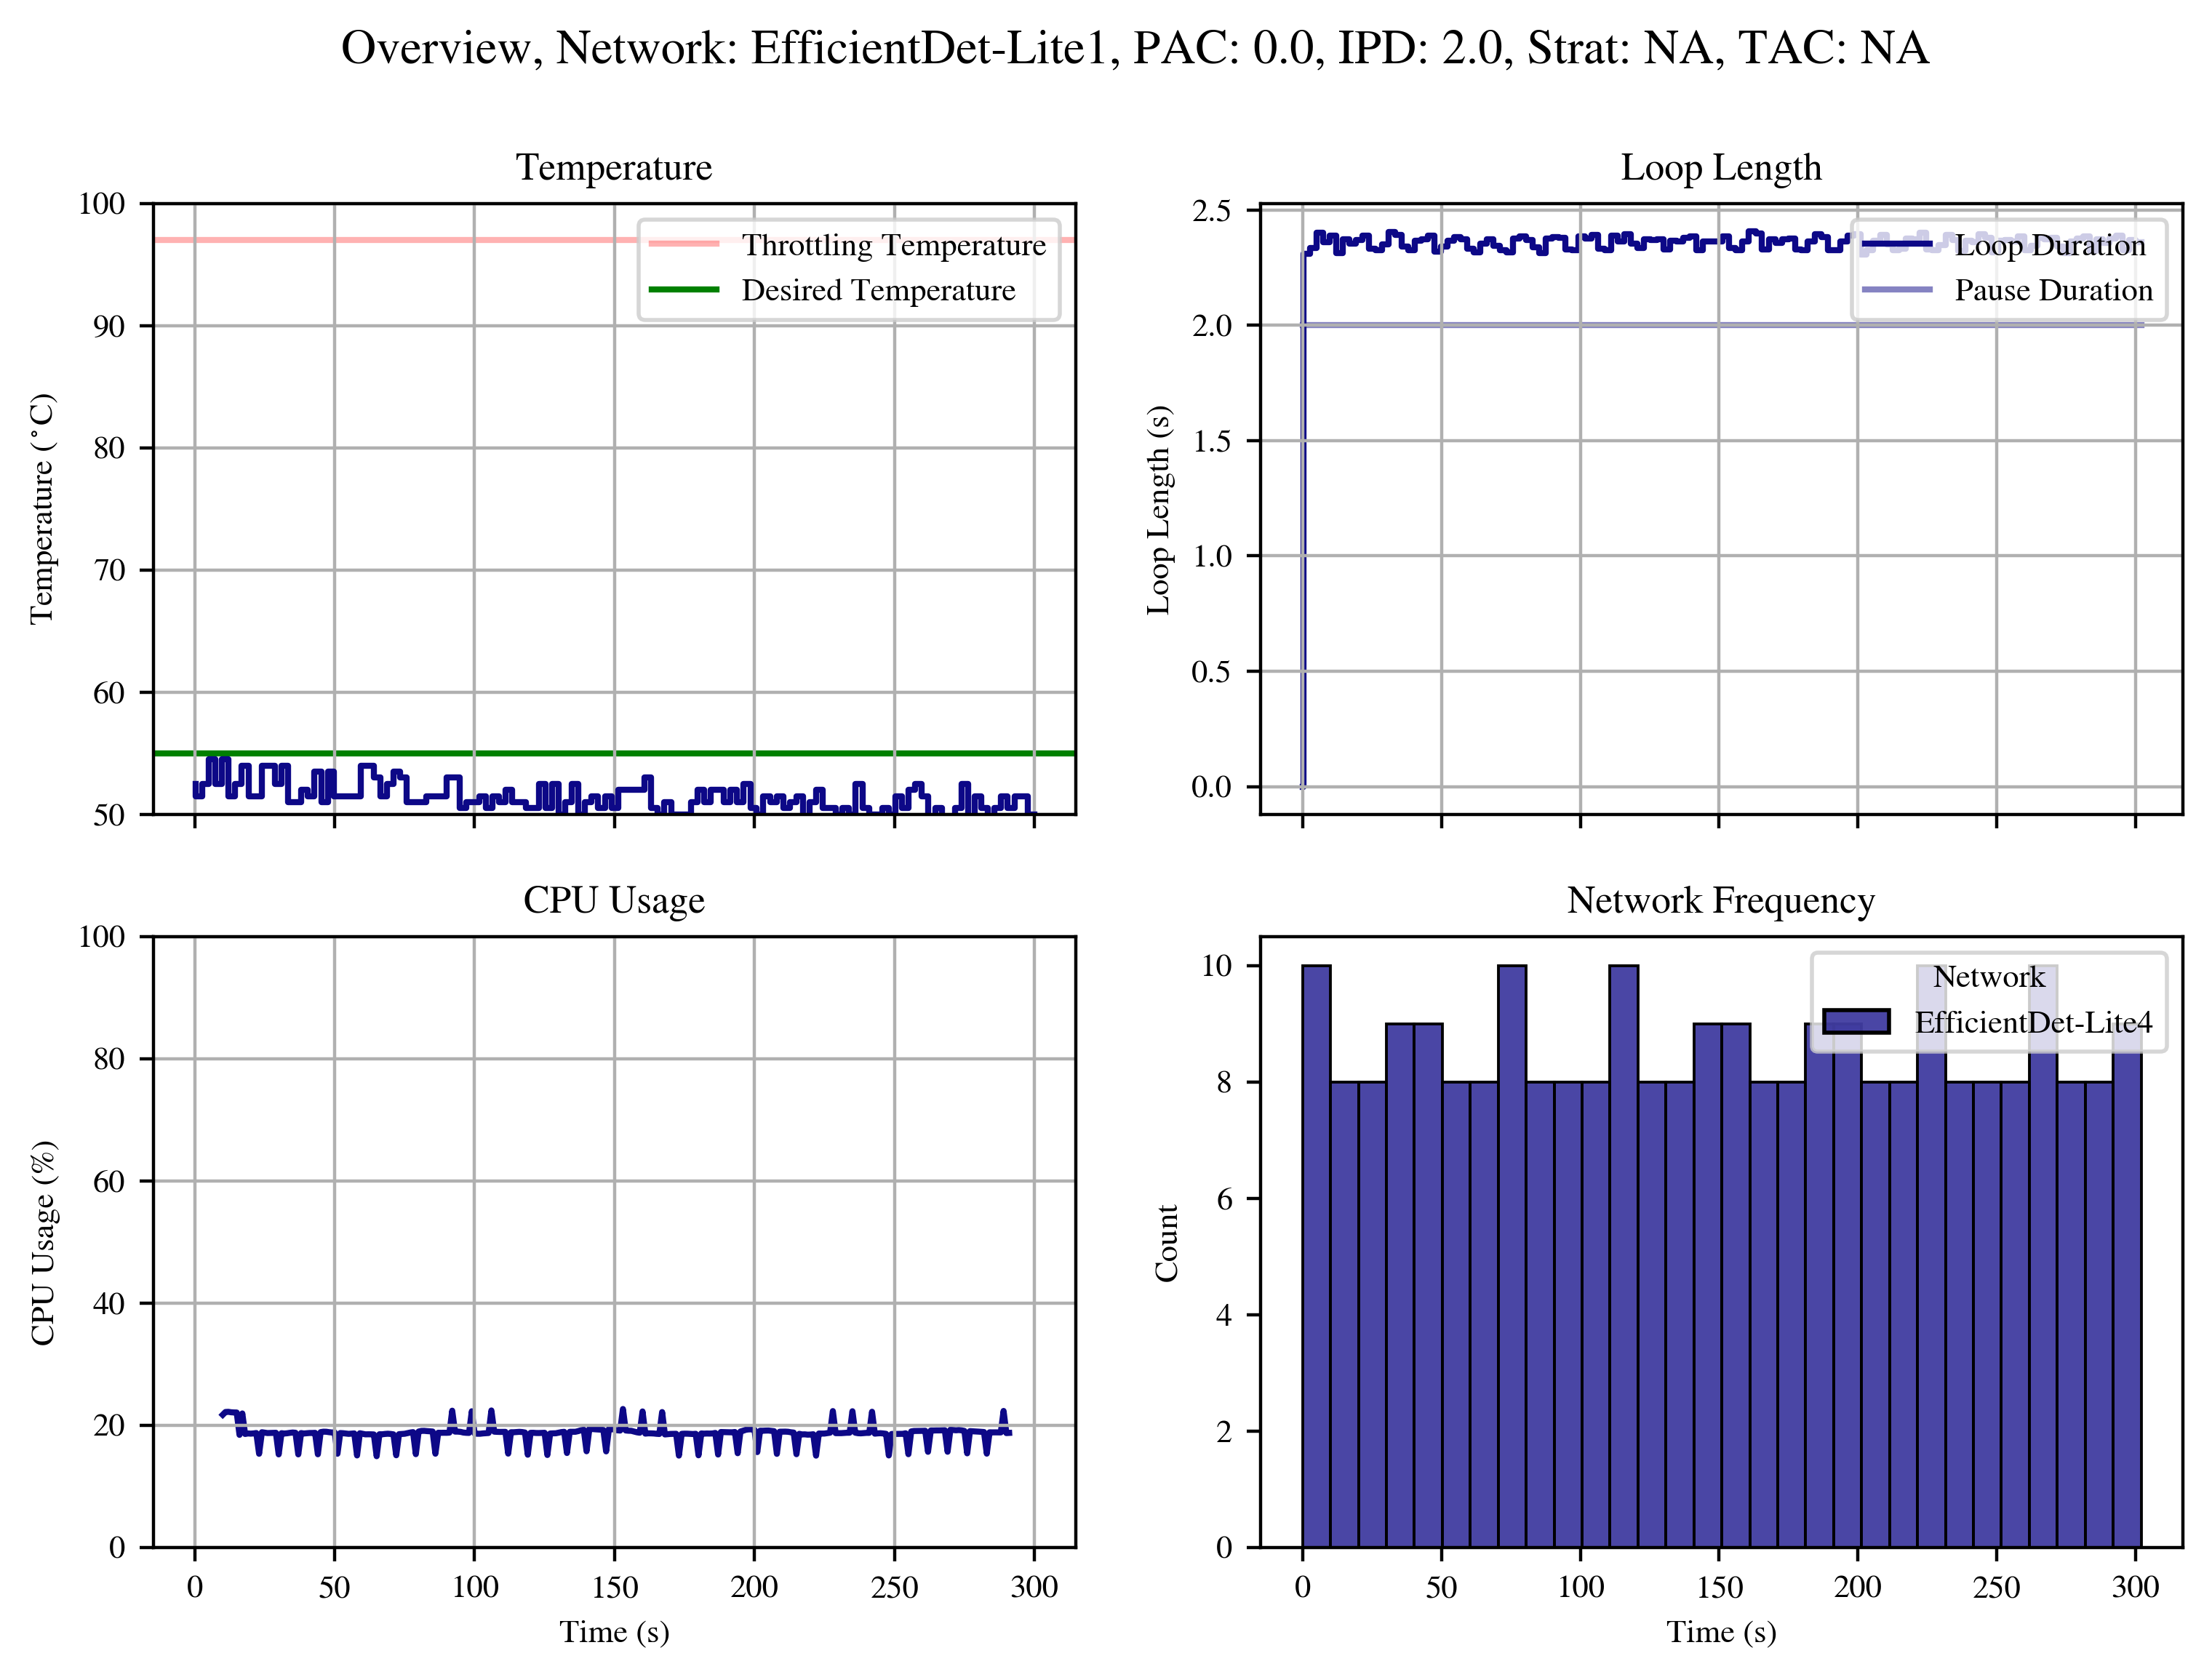 Overview, Network: EfficientDet-Lite1, PAC: 0.0, IPD: 2.0, Strat: NA, TAC: NA
Temperature
100
90
80
70
60
50
Temperature (°C)
Throttling Temperature
Desired Temperature
Loop Length
2.5
2.0
1.5
1.0
0.5
0.0
Loop Length (s)
Loop Duration
Pause Duration
CPU Usage
100
80
60
40
20
0
CPU Usage (%)
0 50 100 150 200 250 300
Time (s)
Network Frequency
10
8
6
4
2
0
Count
Network
EfficientDet-Lite4
0 50 100 150 200 250 300
Time (s)